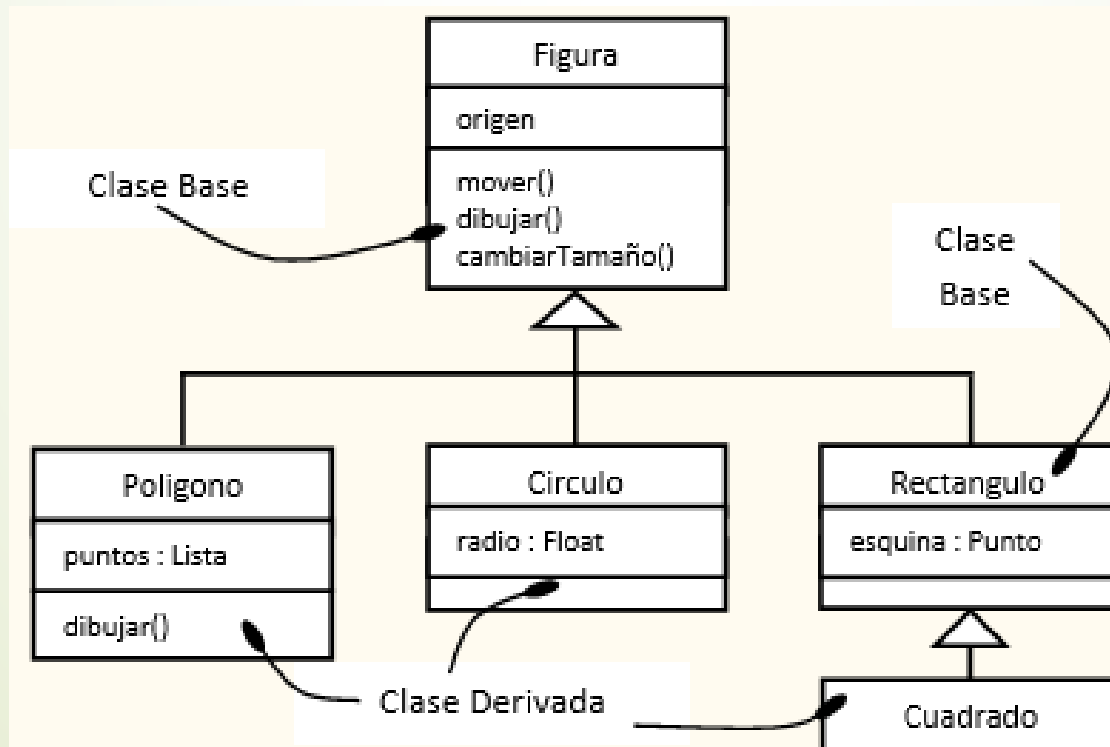 Figura
origen
Clase Base
mover()
dibujar()
cambiarTamaño()
Clase
Base
Poligono
puntos : Lista
dibujar()
Circulo
radio : Float
Rectangulo
esquina : Punto
Clase Derivada
Cuadrado